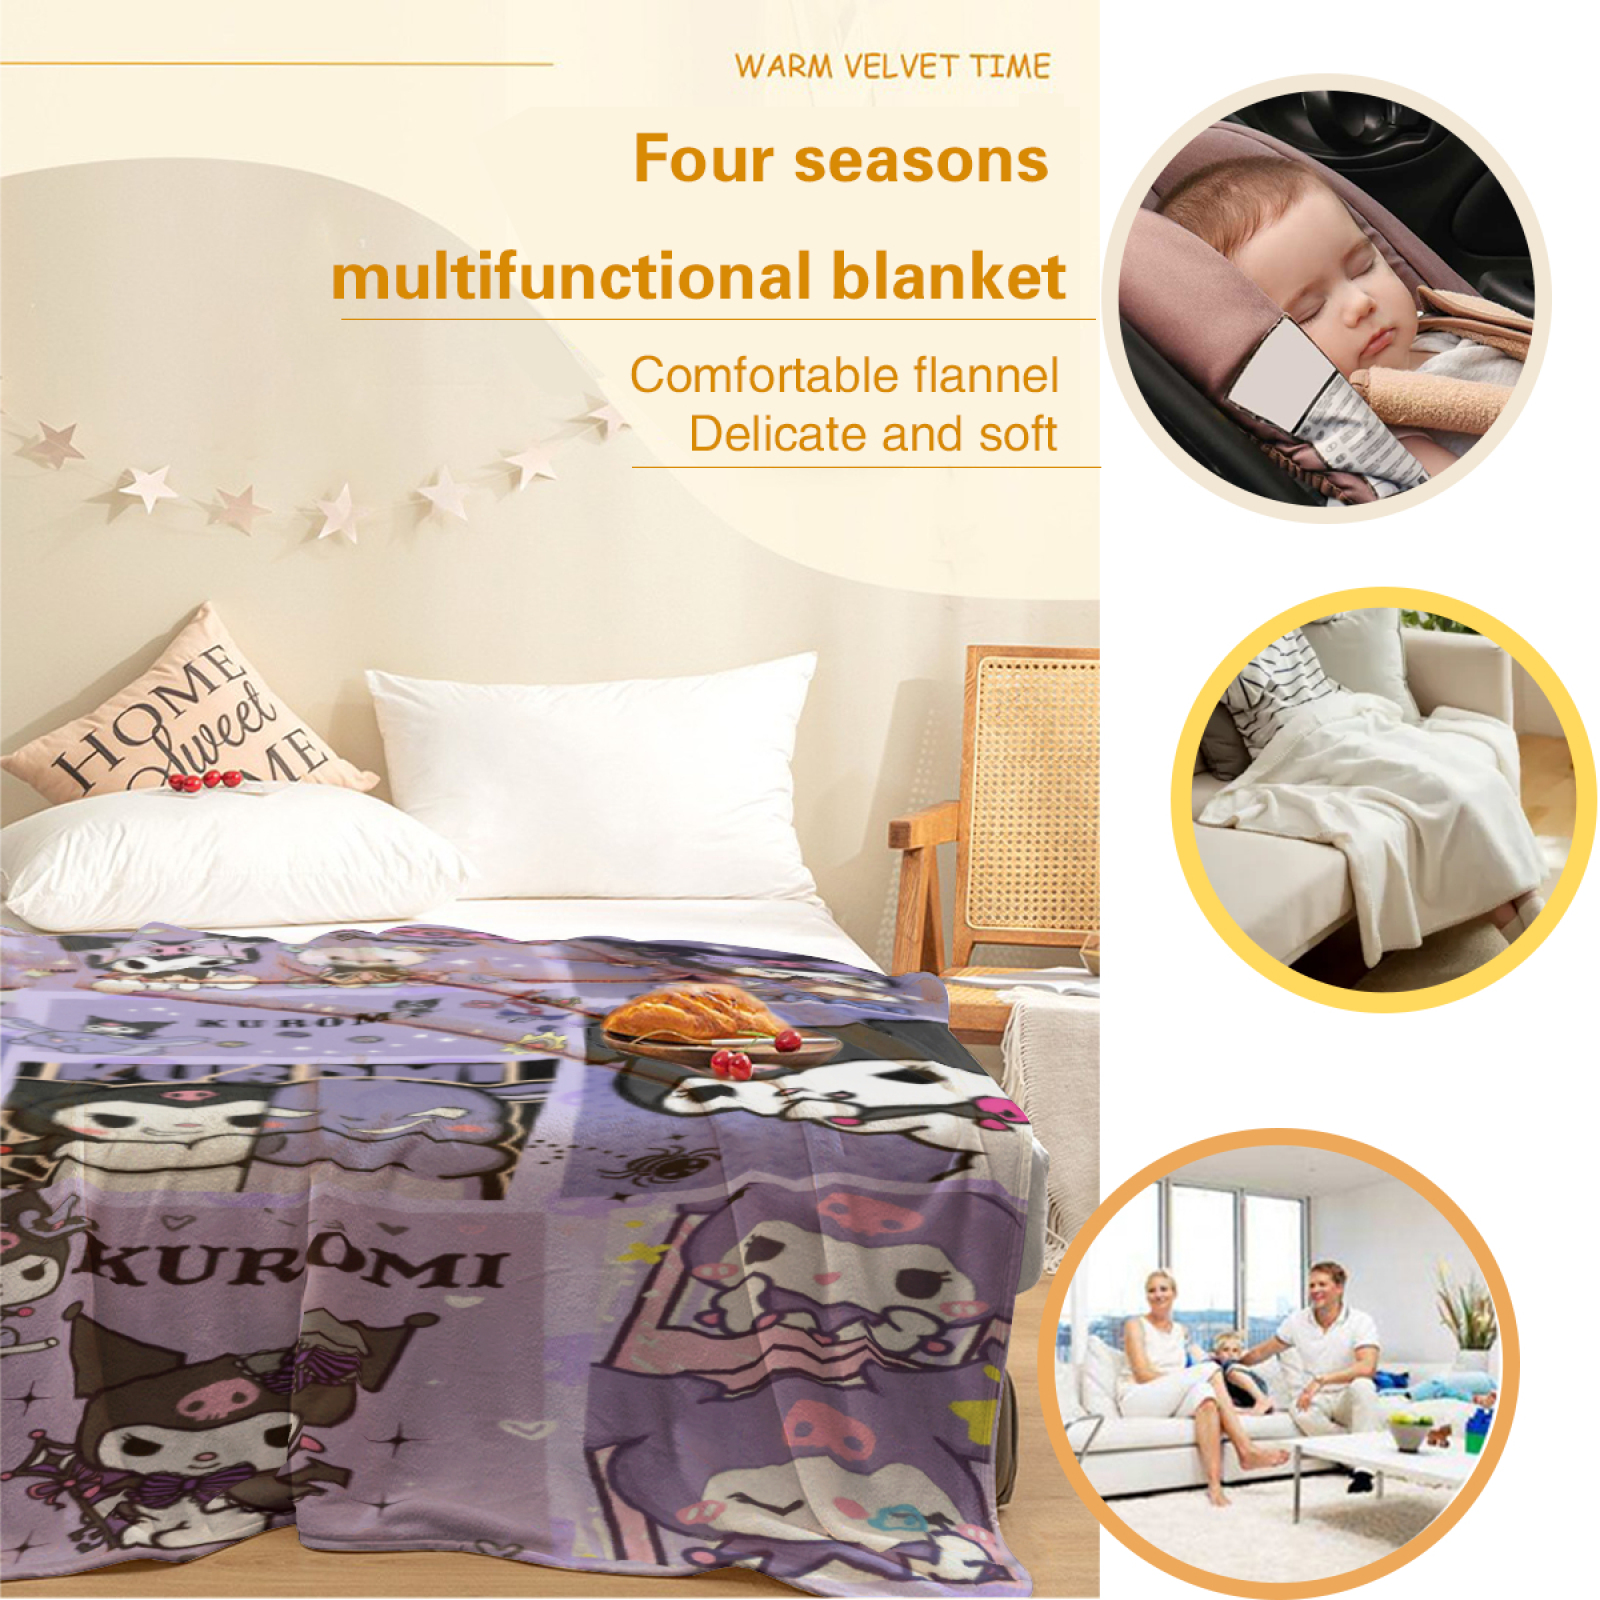 WARM VELVET TIME
Four seasons
multifunctional blanket
Comfortable flannel
Delicate and soft
HOME
Sweet
KUROMI
KUROMI